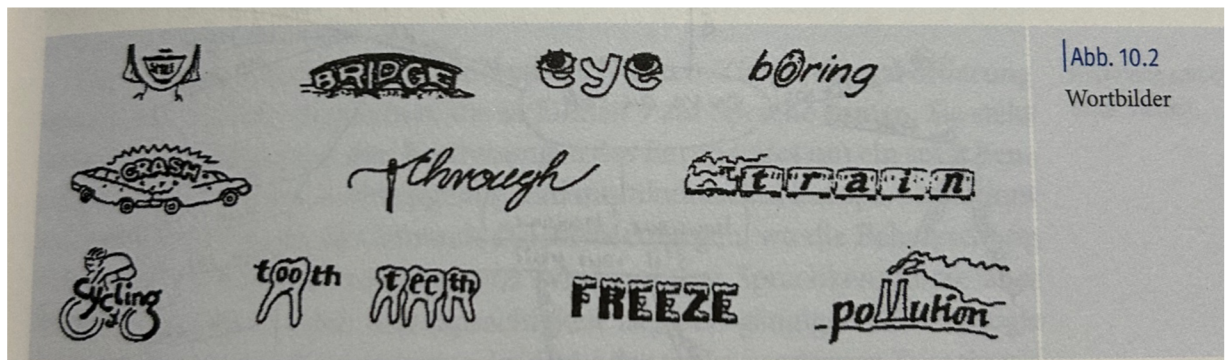 BRIDGE eye boring
CRASH through train
cycling tooth teeth FREEZE pollution
Abb. 10.2
Wortbilder